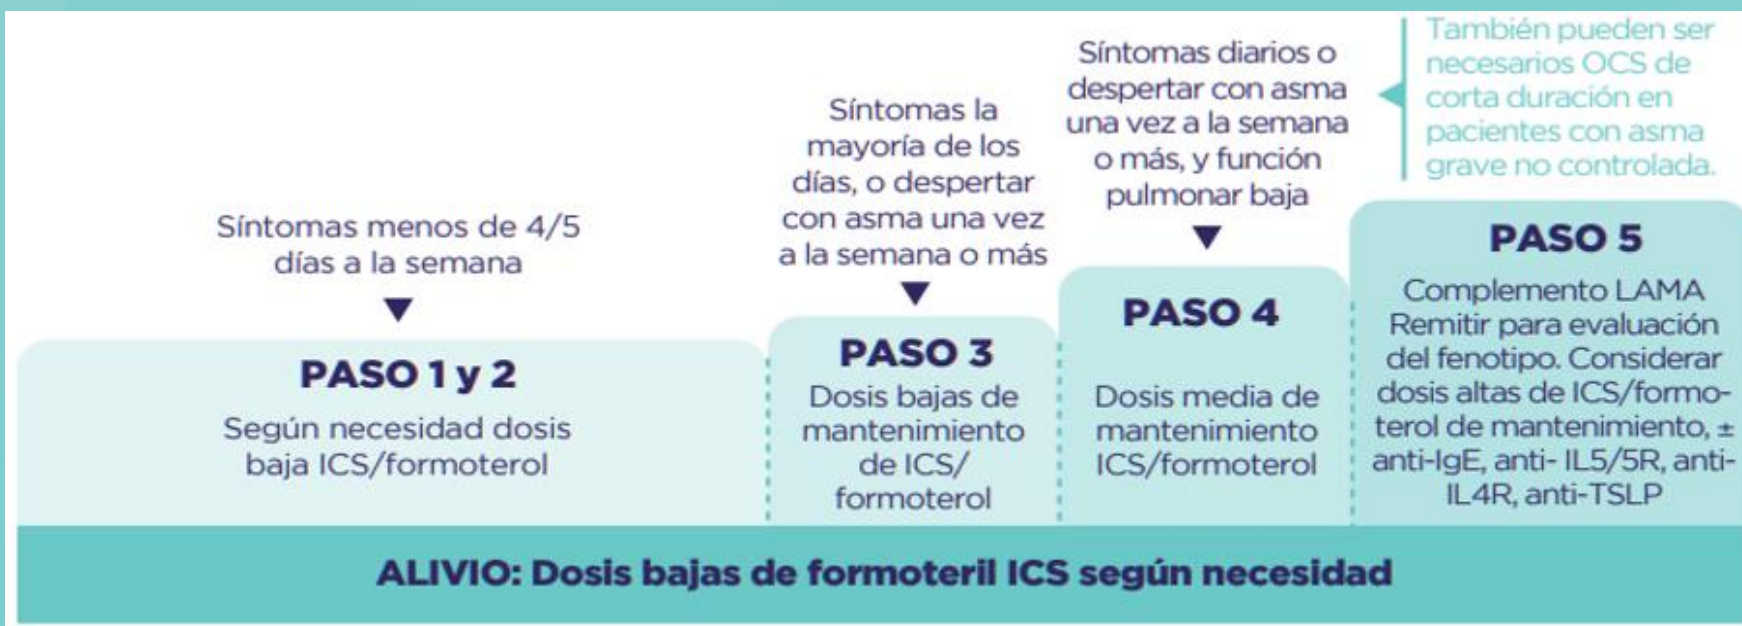 Síntomas menos de 4/5
días a la semana
PASO 1 y 2
Según necesidad dosis
baja ICS/formoterol
Síntomas la
mayoría de los
días, o despertar
con asma una vez
a la semana o más
PASO 3
Dosis bajas de
mantenimiento
de ICS/
formoterol
Síntomas diarios o
despertar con asma
una vez a la semana
o más, y función
pulmonar baja
PASO 4
Dosis media de
mantenimiento
ICS/formoterol
También pueden ser
necesarios OCS de
corta duración en
pacientes con asma
grave no controlada.
PASO 5
Complemento LAMA
Remitir para evaluación
del fenotipo. Considerar
dosis altas de ICS/formo-
terol de mantenimiento, ±
anti-IgE, anti- IL5/5R, anti-
IL4R, anti-TSLP
ALIVIO: Dosis bajas de formoteril ICS según necesidad